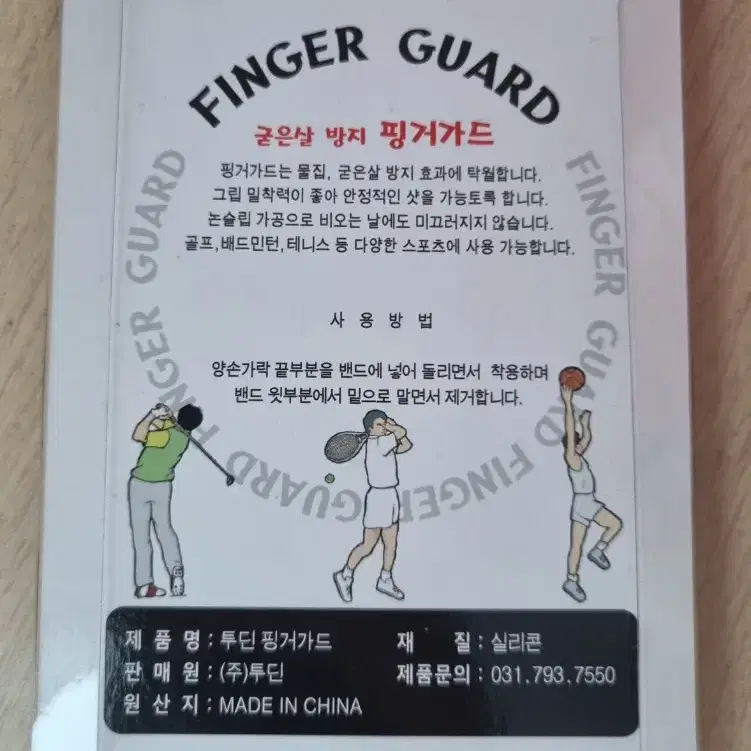 FINGER GUARD
굳은살 방지 핑거가드
핑거가드는 물집, 굳은살 방지 효과에 탁월합니다.
그립 밀착력이 좋아 안정적인 샷을 가능토록 합니다.
논슬립 가공으로 비오는 날에도 미끄러지지 않습니다.
골프,배드민턴,테니스 등 다양한 스포츠에 사용 가능합니다.
사 용 방 법
양손가락 끝부분을 밴드에 넣어 돌리면서 착용하며
밴드 윗부분에서 밑으로 말면서 제거합니다.
FINGER GUARD FINGER GUARD FINGER GUARD FINGER GUARD
제 품 명 : 투딘 핑거가드
재 질 : 실리콘
판 매 원 : (주)투딘
제품문의 : 031.793.7550
원 산 지 : MADE IN CHINA